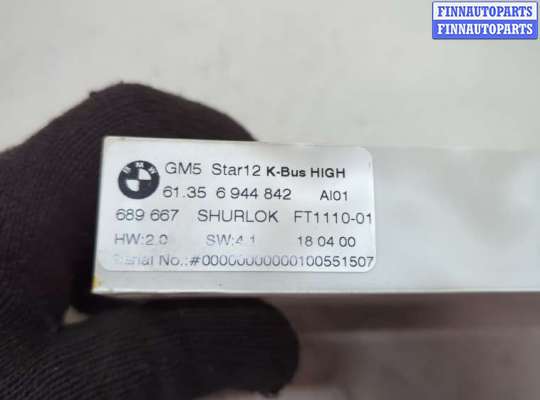 FINNAUTOPARTS
FINNAUTOPARTS
BMW
GM5 Star12 K-Bus HIGH
61.35 6 944 842 AI01
689 667 SHURLOK FT1110-01
HW:2.0 SW:4.1 18 04 00
Serial No.:#00000000000100551507